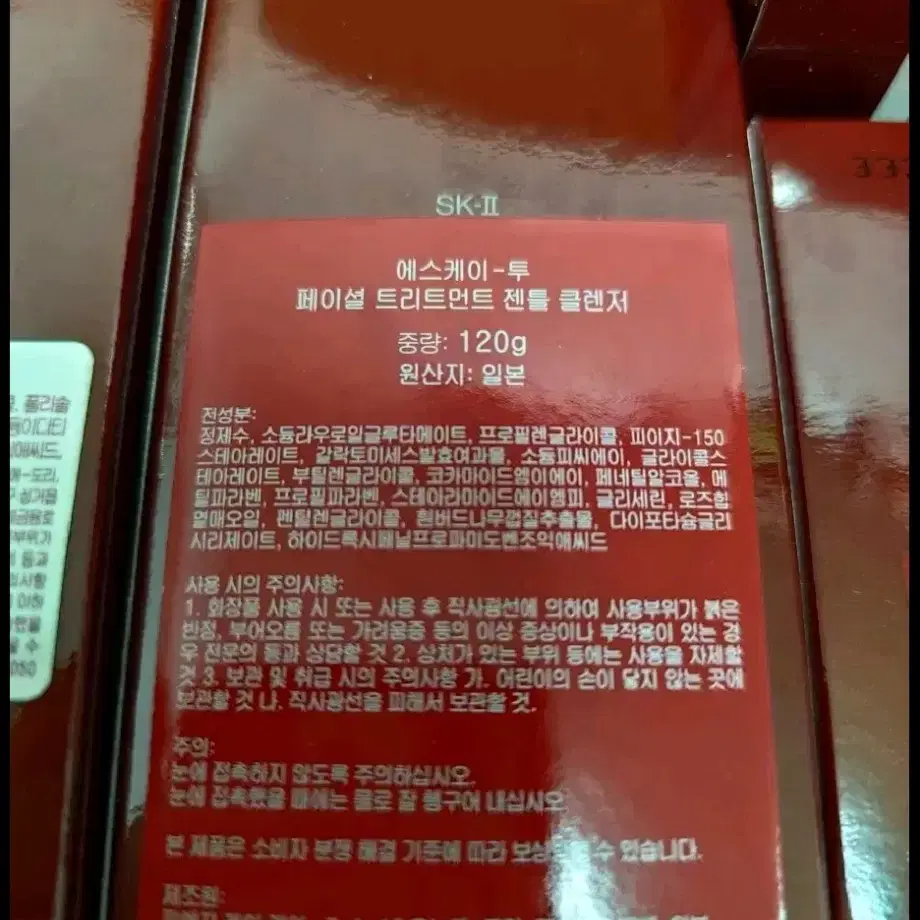 SK-II
에스케이-투
페이셜 트리트먼트 젠틀 클렌저
중량: 120g
원산지: 일본
전성분:
정제수, 소듐라우로일글루타메이트, 프로필렌글라이콜, 피이지-150
스테아레이트, 갈락토미세스발효여과물, 소듐피씨에이, 글라이콜스
테아레이트, 부틸렌글라이콜, 코카마이드엠이에이, 페네틸알코올, 메
틸파라벤, 프로필파라벤, 스테아라마이드에이엠피, 글리세린, 로즈힙
열매오일, 펜틸렌글라이콜, 흰버드나무껍질추출물, 다이포타슘글리
시리제이트, 하이드록시페닐프로파미도벤조익애씨드
사용 시의 주의사항:
1. 화장품 사용 시 또는 사용 후 직사광선에 의하여 사용부위가 붉은
반점, 부어오름 또는 가려움증 등의 이상 증상이나 부작용이 있는 경
우 전문의 등과 상담할 것 2. 상처가 있는 부위 등에는 사용을 자제할
것 3. 보관 및 취급 시의 주의사항 가. 어린이의 손이 닿지 않는 곳에
보관할 것 나. 직사광선을 피해서 보관할 것.
주의:
눈에 접촉하지 않도록 주의하십시오.
눈에 접촉했을 때에는 물로 잘 헹구어 내십시오
본 제품은 소비자 분쟁 해결 기준에 따라 보상 수 있습니다.
제조원: